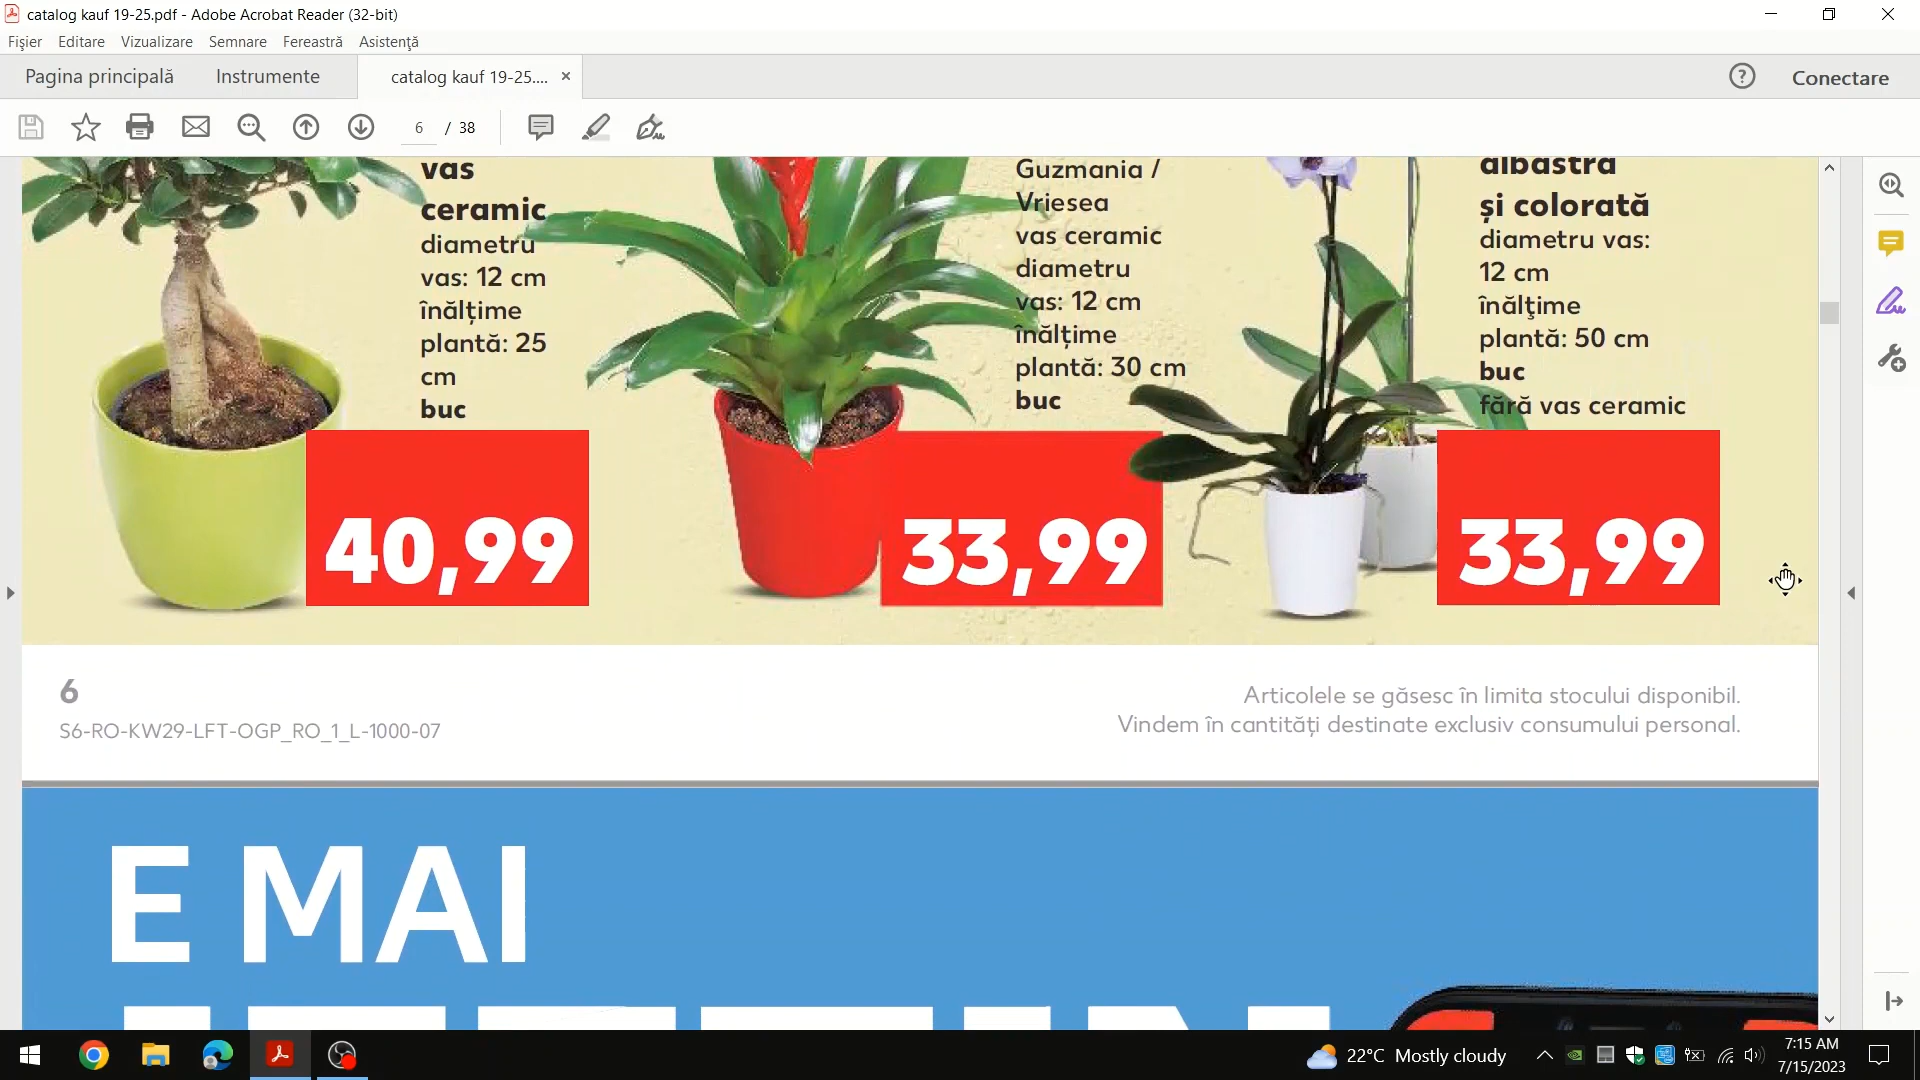 catalog kauf 19-25.pdf - Adobe Acrobat Reader (32-bit)
Fișier Editare Vizualizare Semnare Fereastră Asistență
Pagina principală Instrumente catalog kauf 19-25....
Conectare
6 / 38
vas
ceramic
diametru
vas: 12 cm
înălțime
plantă: 25
cm
buc
40,99
Guzmania /
Vriesea
vas ceramic
diametru
vas: 12 cm
înălțime
plantă: 30 cm
buc
33,99
albastră
și colorată
diametru vas:
12 cm
înălţime
plantă: 50 cm
buc
fără vas ceramic
33,99
6
S6-RO-KW29-LFT-OGP_RO_1_L-1000-07
Articolele se găsesc în limita stocului disponibil.
Vindem în cantități destinate exclusiv consumului personal.
E MAI
22°C Mostly cloudy
7:15 AM
7/15/2023